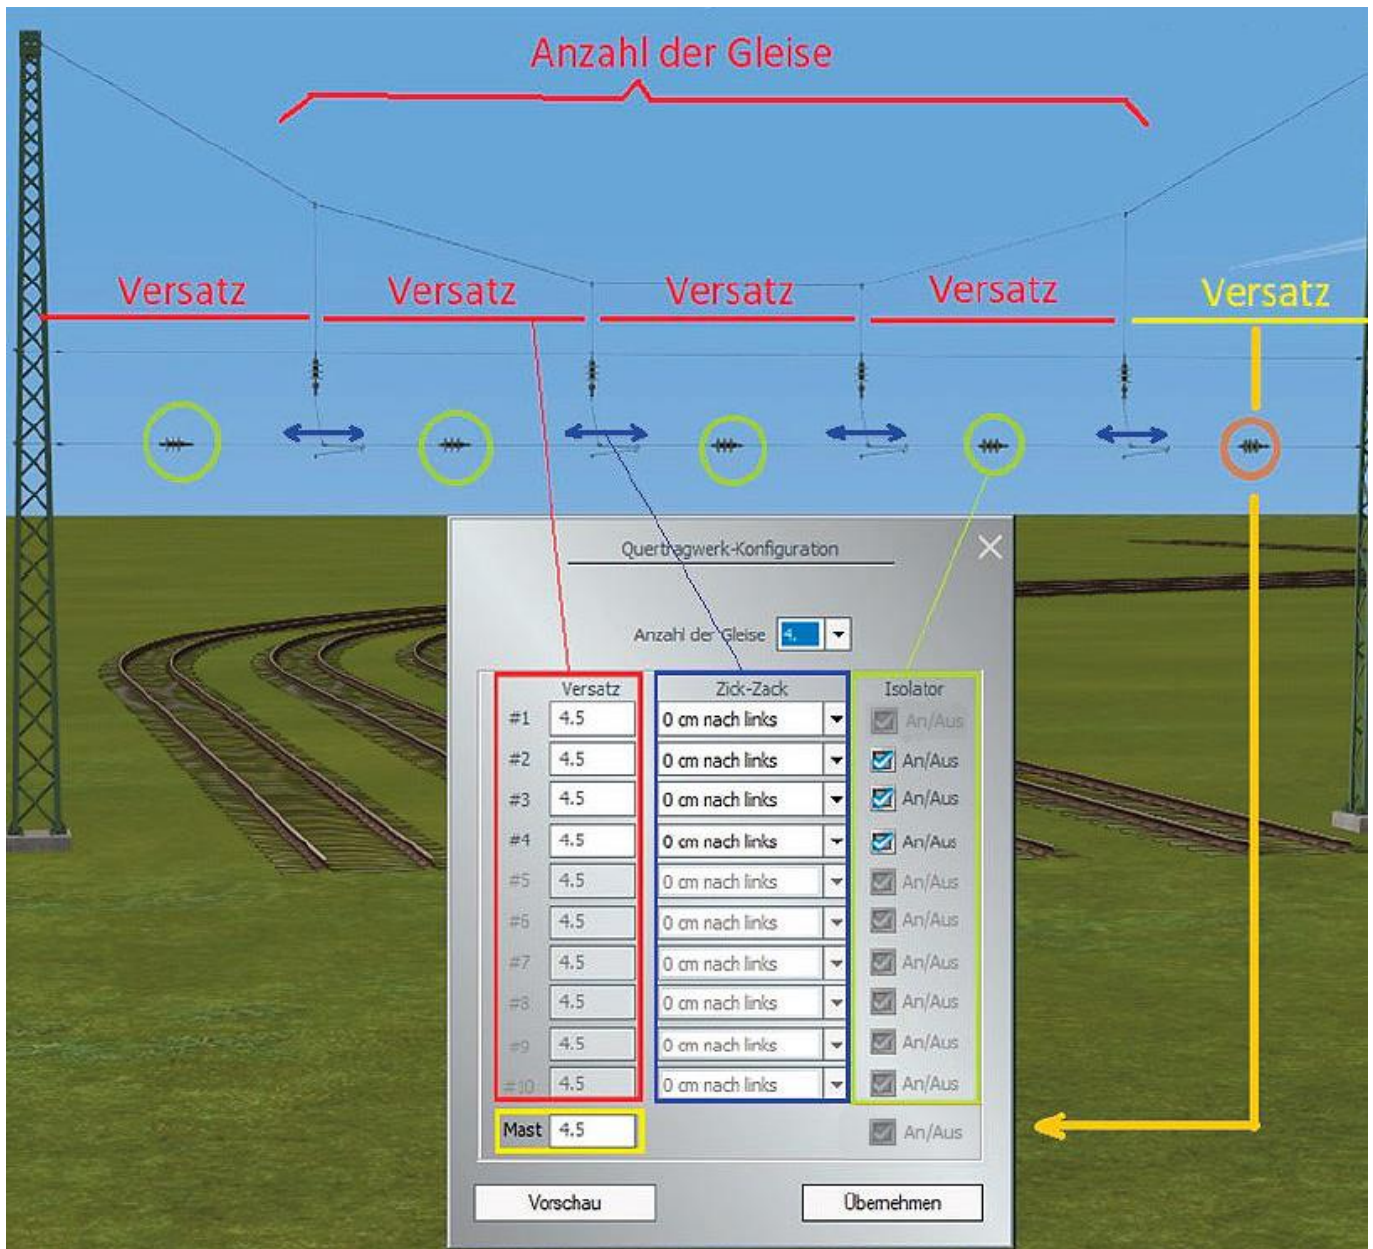 Anzahl der Gleise
Versatz Versatz Versatz Versatz Versatz
Quertragwerk-Konfiguration
Anzahl der Gleise 4.
Versatz Zick-Zack Isolator
#1 4.5 0 cm nach links An/Aus
#2 4.5 0 cm nach links An/Aus
#3 4.5 0 cm nach links An/Aus
#4 4.5 0 cm nach links An/Aus
#5 4.5 0 cm nach links An/Aus
#6 4.5 0 cm nach links An/Aus
#7 4.5 0 cm nach links An/Aus
#8 4.5 0 cm nach links An/Aus
#9 4.5 0 cm nach links An/Aus
#10 4.5 0 cm nach links An/Aus
Mast 4.5 An/Aus
Vorschau Übernehmen